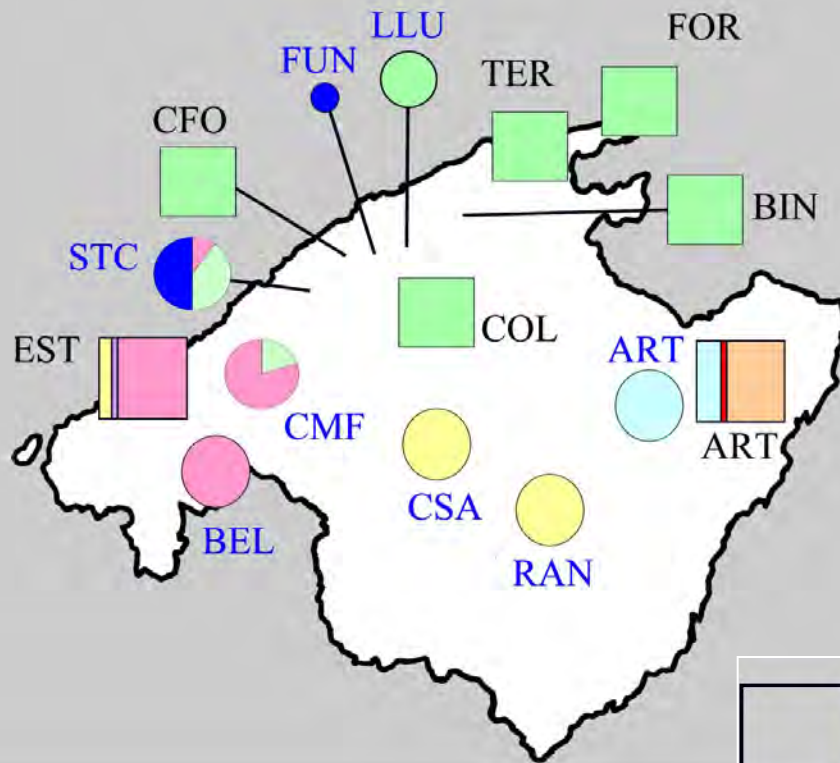 LLU
FOR
FUN
TER
CFO
BIN
STC
COL
EST
ART
CMF
ART
CSA
BEL
RAN